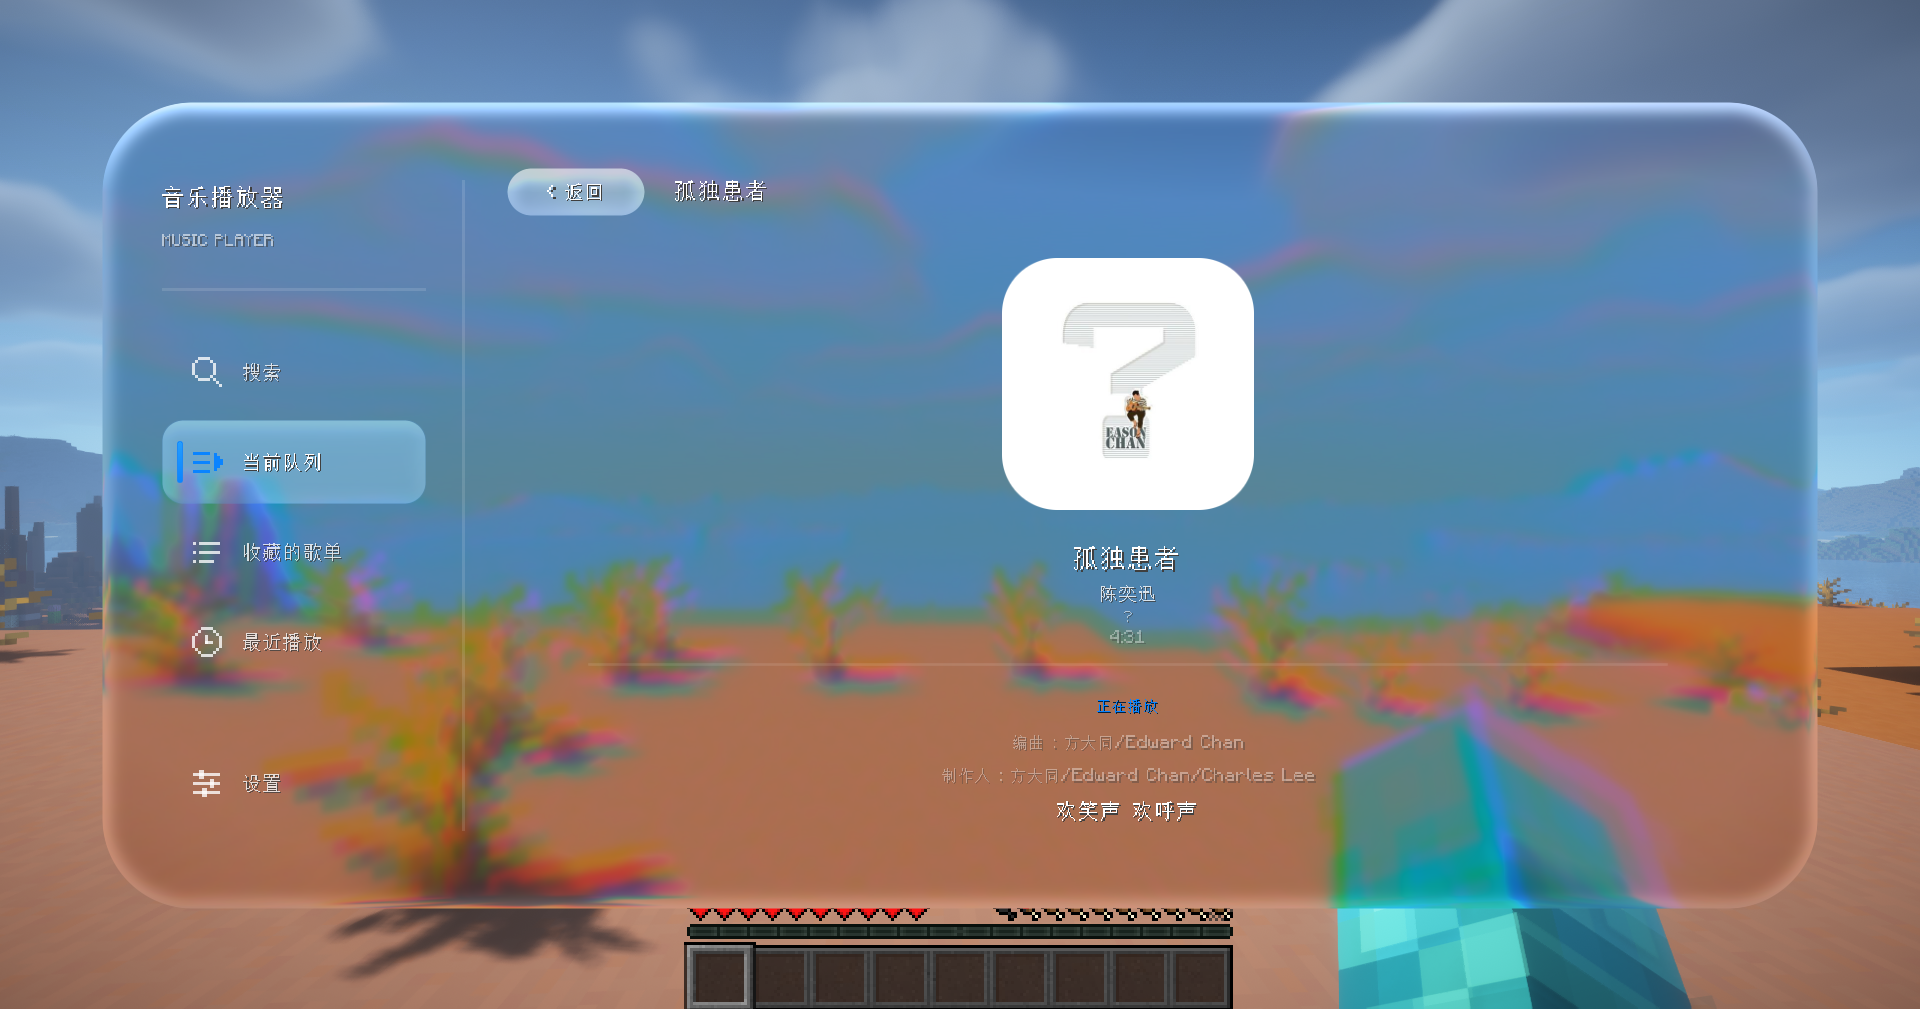 音乐播放器
MUSIC PLAYER
搜索
当前队列
收藏的歌单
最近播放
设置
< 返回
孤独患者
?
EASON
CHAN
孤独患者
陈奕迅
?
4:31
正在播放
编曲：方大同/Edward Chan
制作人：方大同/Edward Chan/Charles Lee
欢笑声 欢呼声